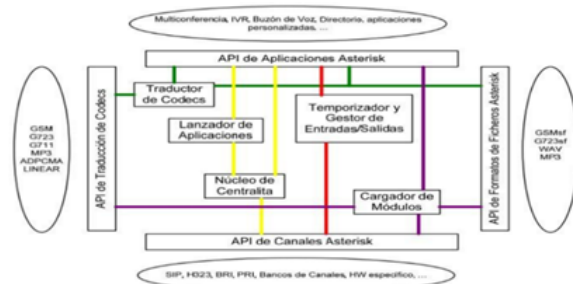 Multiconferencia, IVR, Buzón de Voz, Directorio, aplicaciones
personalizadas, ...
API de Aplicaciones Asterisk
Traductor
de Codecs
Temporizador y
Gestor de
Entradas/Salidas
Lanzador de
Aplicaciones
GSM
G723
G711
MP3
ADPCMA
LINEAR
API de Traducción de Codecs
API de Formatos de Ficheros Asterisk
GSMsf
G723sf
WAV
MP3
Núcleo de
Centralita
Cargador de
Módulos
API de Canales Asterisk
SIP, H323, BRI, PRI, Bancos de Canales, HW específico, ...